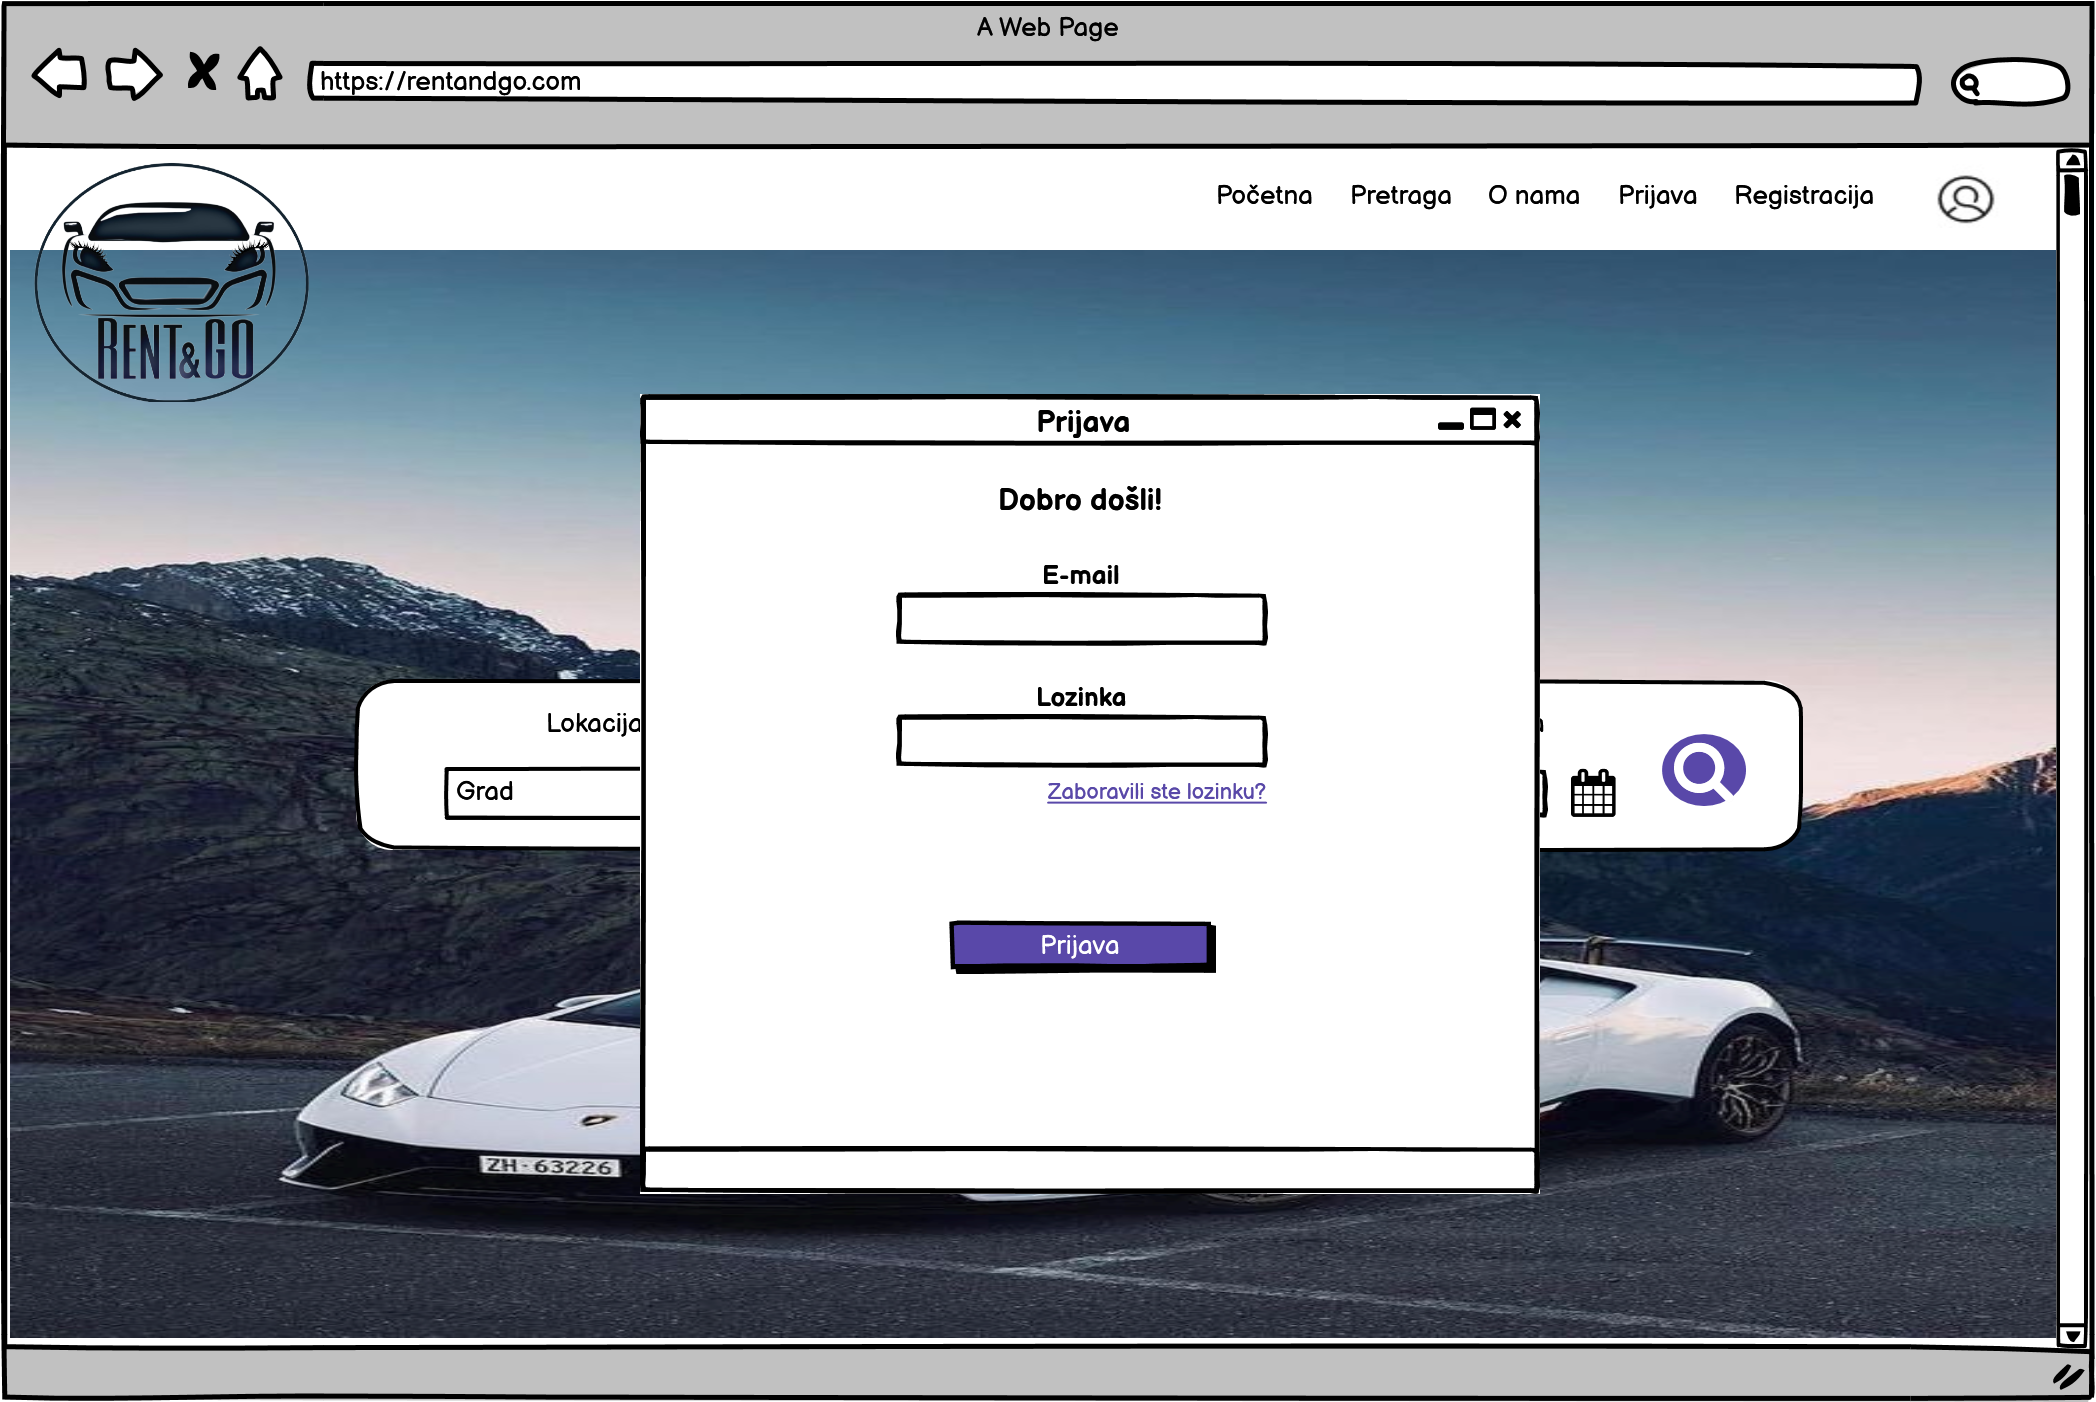 A Web Page
https://rentandgo.com
Početna Pretraga O nama Prijava Registracija
RENT&GO
Prijava
Dobro došli!
E-mail
Lozinka
Lokacija
Grad
Zaboravili ste lozinku?
Prijava
ZH·63226